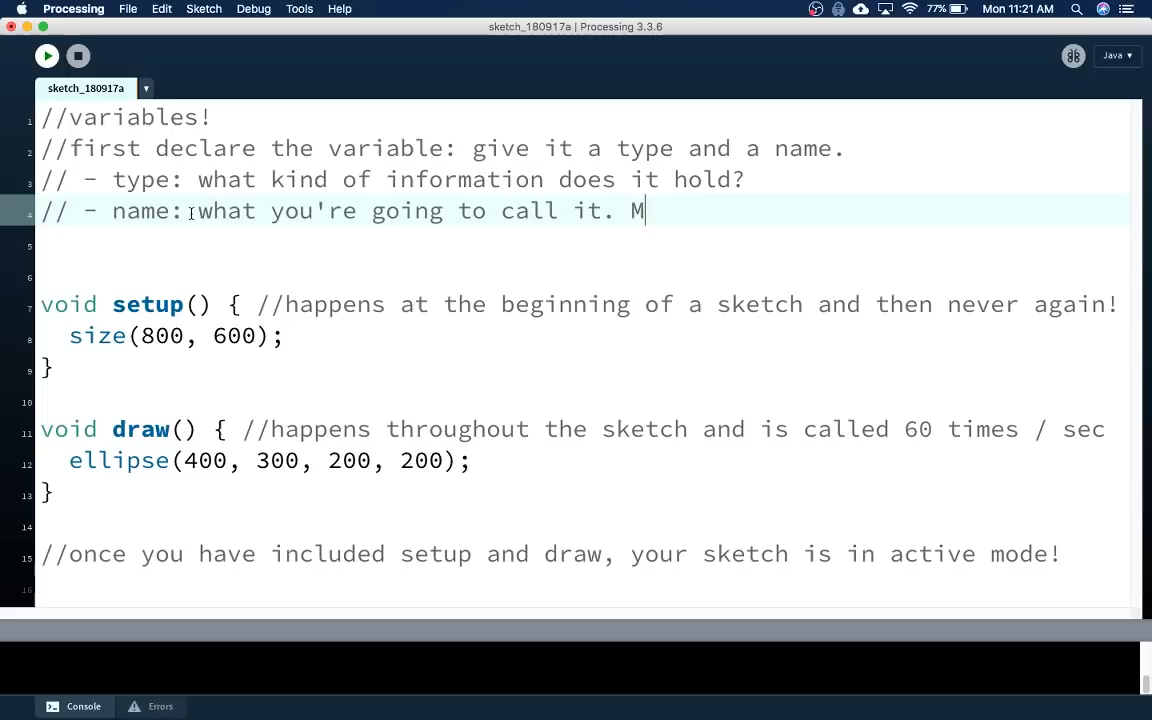 Processing File Edit Sketch Debug Tools Help 77% Mon 11:21 AM
sketch_180917a | Processing 3.3.6
Java ▾
sketch_180917a ▾
1 //variables!
2 //first declare the variable: give it a type and a name.
3 // - type: what kind of information does it hold?
4 // - name: what you're going to call it. M
5
6
7 void setup() { //happens at the beginning of a sketch and then never again!
8 size(800, 600);
9 }
10
11 void draw() { //happens throughout the sketch and is called 60 times / sec
12 ellipse(400, 300, 200, 200);
13 }
14
15 //once you have included setup and draw, your sketch is in active mode!
16
Console Errors